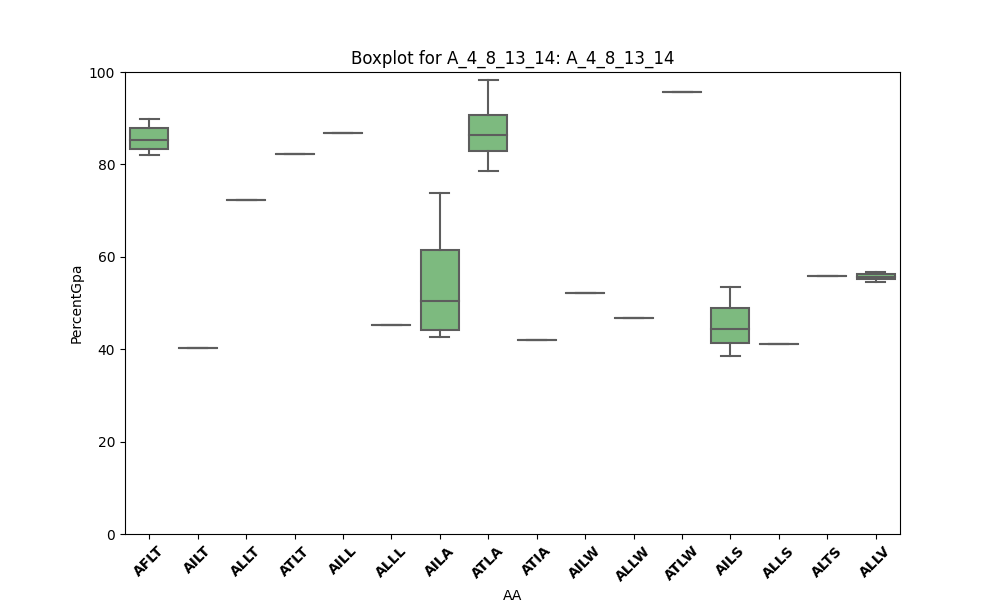 Boxplot for A_4_8_13_14: A_4_8_13_14
PercentGpa
100
80
60
40
20
0
AFLT AILT ALLT ATLT AILL ALLL AILA ATLA ATIA AILW ALLW ATLW AILS ALLS ALTS ALLV
AA